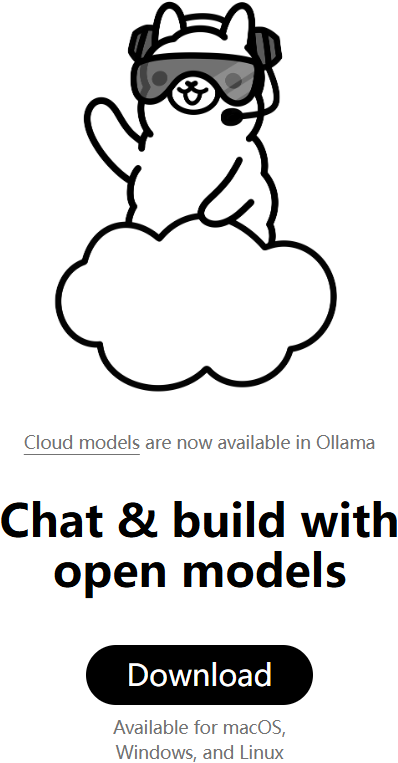 Cloud models are now available in Ollama
Chat & build with
open models
Download
Available for macOS,
Windows, and Linux